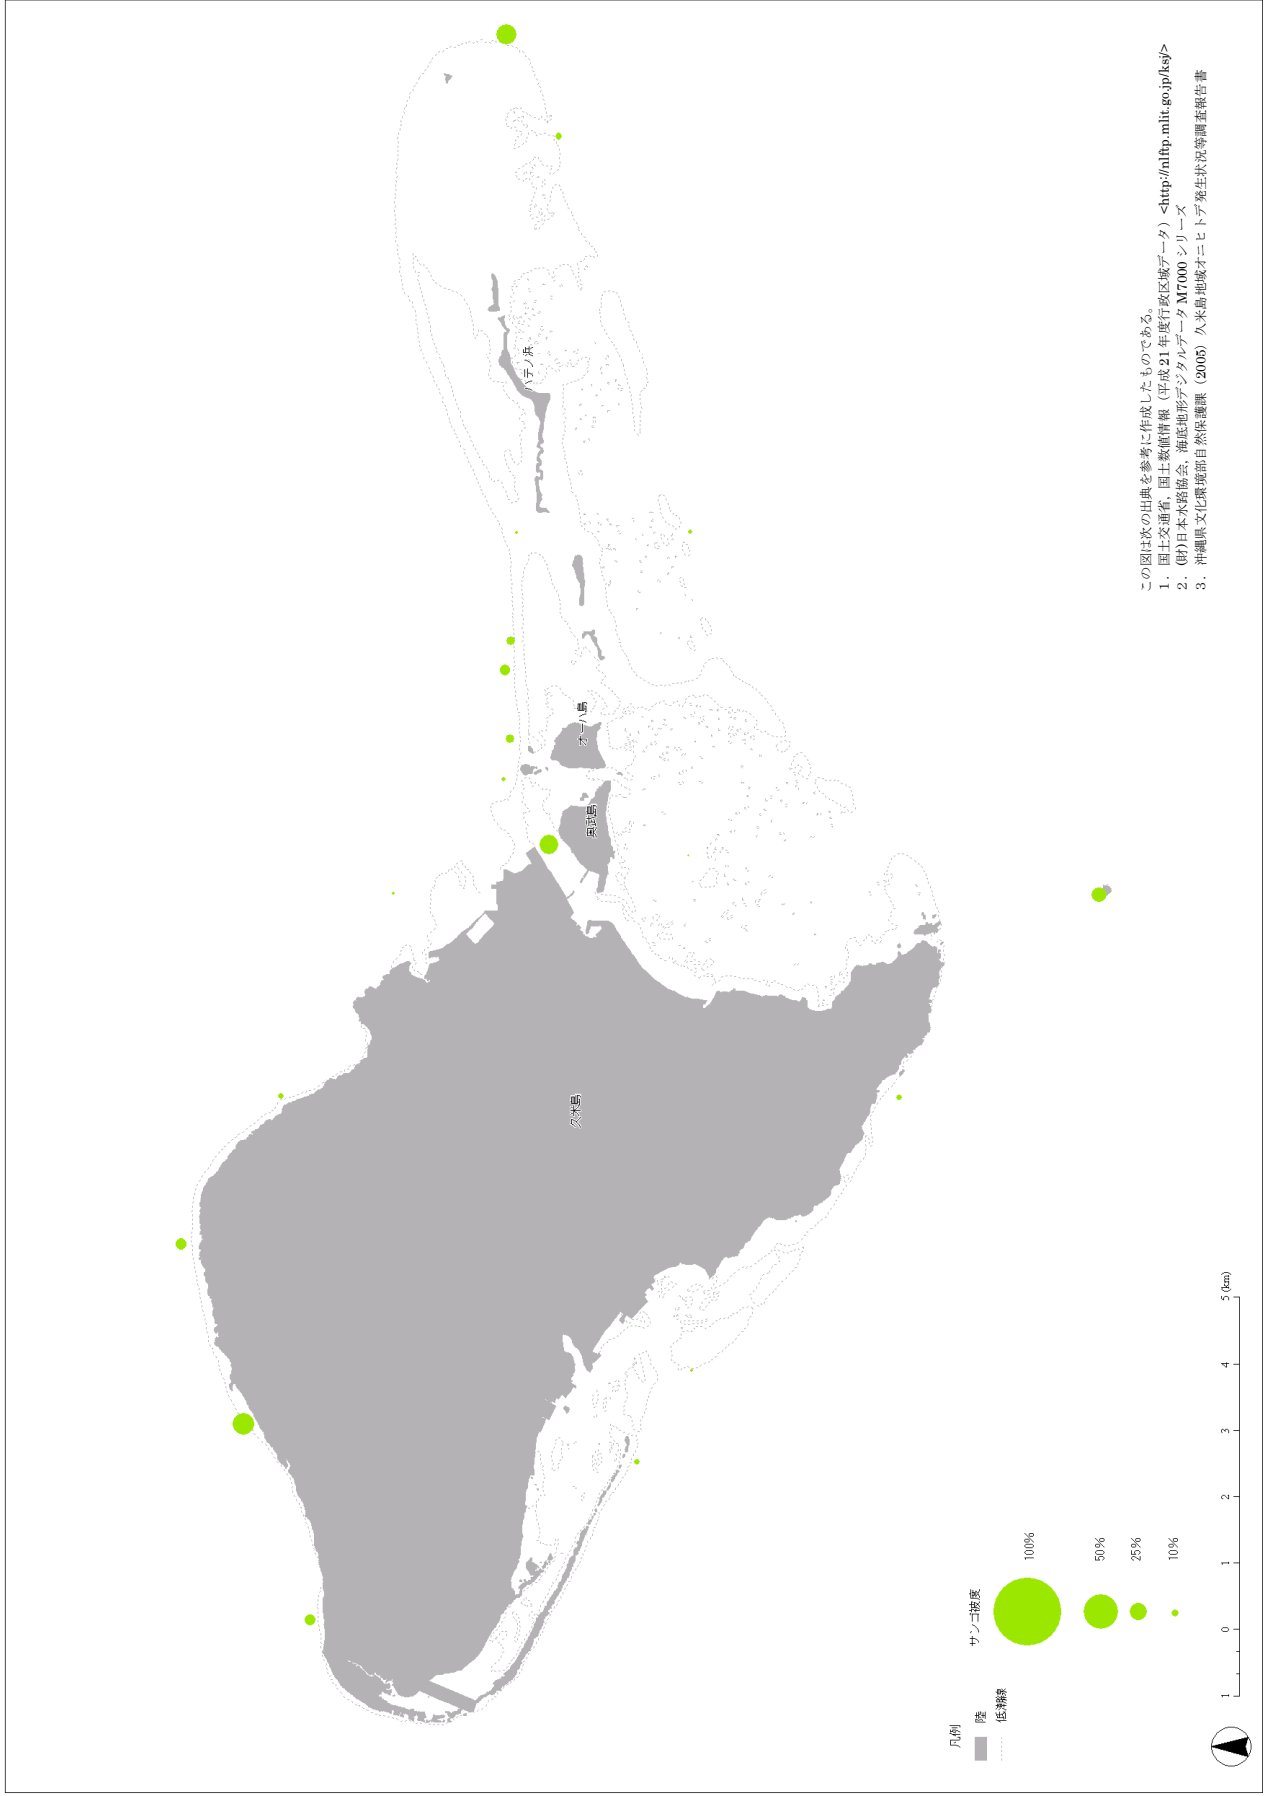 ハテノ浜
オーハ島
奥武島
久米島
この図は次の出典を参考に作成したものである。
1．国土交通省，国土数値情報（平成 21 年度行政区域データ）<http://nlftp.mlit.go.jp/ksj/>
2．(財)日本水路協会，海底地形デジタルデータ M7000 シリーズ
3．沖縄県文化環境部自然保護課（2005）久米島地域オニヒトデ発生状況等調査報告書
凡例
陸
低潮線
サンゴ被度
100%
50%
25%
10%
1 0 1 2 3 4 5 (km)